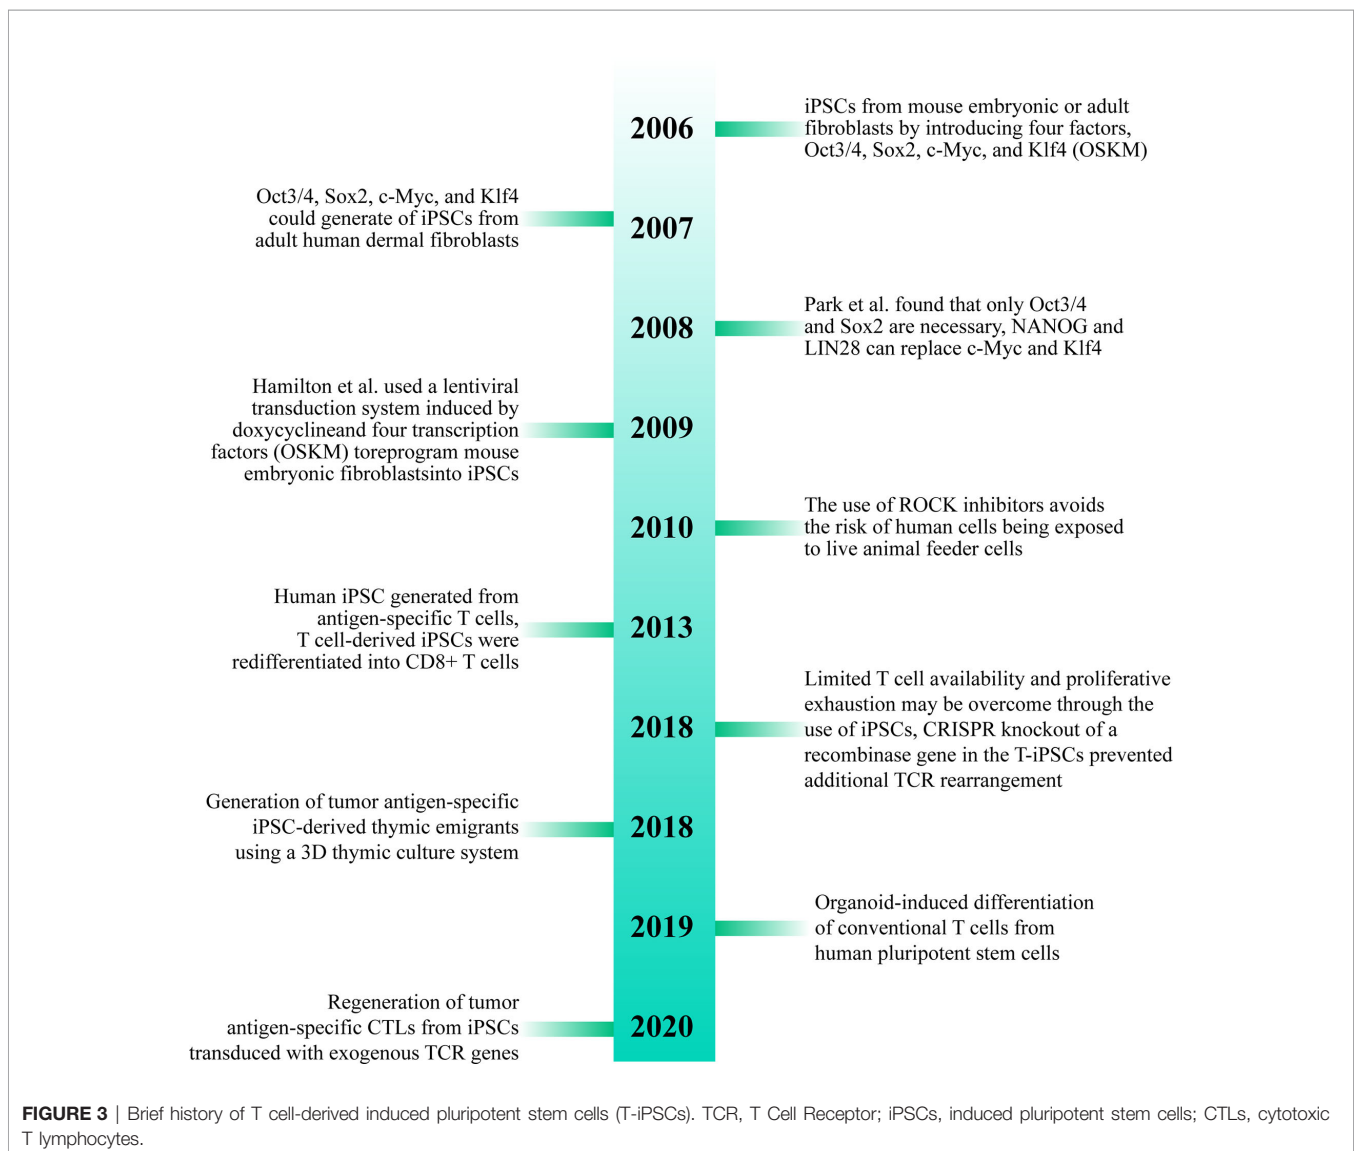 2006
iPSCs from mouse embryonic or adult
fibroblasts by introducing four factors,
Oct3/4, Sox2, c-Myc, and Klf4 (OSKM)
Oct3/4, Sox2, c-Myc, and Klf4
could generate of iPSCs from
adult human dermal fibroblasts
2007
2008
Park et al. found that only Oct3/4
and Sox2 are necessary, NANOG and
LIN28 can replace c-Myc and Klf4
Hamilton et al. used a lentiviral
transduction system induced by
doxycyclineand four transcription
factors (OSKM) toreprogram mouse
embryonic fibroblastsinto iPSCs
2009
2010
The use of ROCK inhibitors avoids
the risk of human cells being exposed
to live animal feeder cells
Human iPSC generated from
antigen-specific T cells,
T cell-derived iPSCs were
redifferentiated into CD8+ T cells
2013
2018
Limited T cell availability and proliferative
exhaustion may be overcome through the
use of iPSCs, CRISPR knockout of a
recombinase gene in the T-iPSCs prevented
additional TCR rearrangement
Generation of tumor antigen-specific
iPSC-derived thymic emigrants
using a 3D thymic culture system
2018
2019
Organoid-induced differentiation
of conventional T cells from
human pluripotent stem cells
Regeneration of tumor
antigen-specific CTLs from iPSCs
transduced with exogenous TCR genes
2020
FIGURE 3 | Brief history of T cell-derived induced pluripotent stem cells (T-iPSCs). TCR, T Cell Receptor; iPSCs, induced pluripotent stem cells; CTLs, cytotoxic
T lymphocytes.